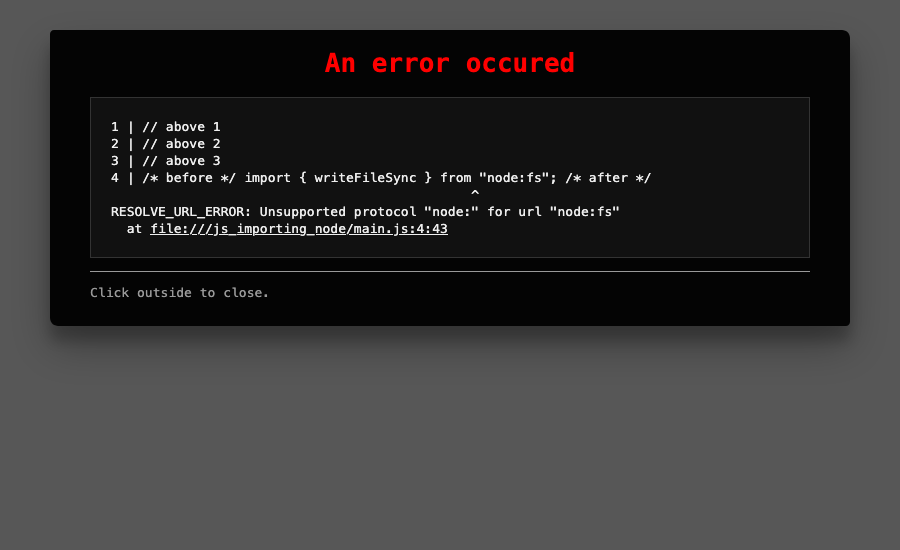 An error occured
1 | // above 1
2 | // above 2
3 | // above 3
4 | /* before */ import { writeFileSync } from "node:fs"; /* after */
^
RESOLVE_URL_ERROR: Unsupported protocol "node:" for url "node:fs"
at file:///js_importing_node/main.js:4:43
Click outside to close.